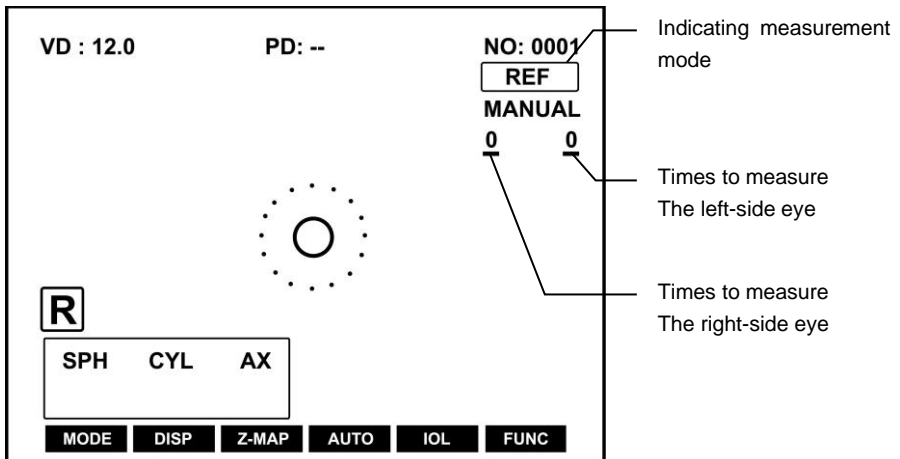 VD : 12.0 PD: -- NO: 0001
REF
MANUAL
0 0
Indicating measurement
mode
Times to measure
The left-side eye
Times to measure
The right-side eye
R
SPH CYL AX
MODE DISP Z-MAP AUTO IOL FUNC